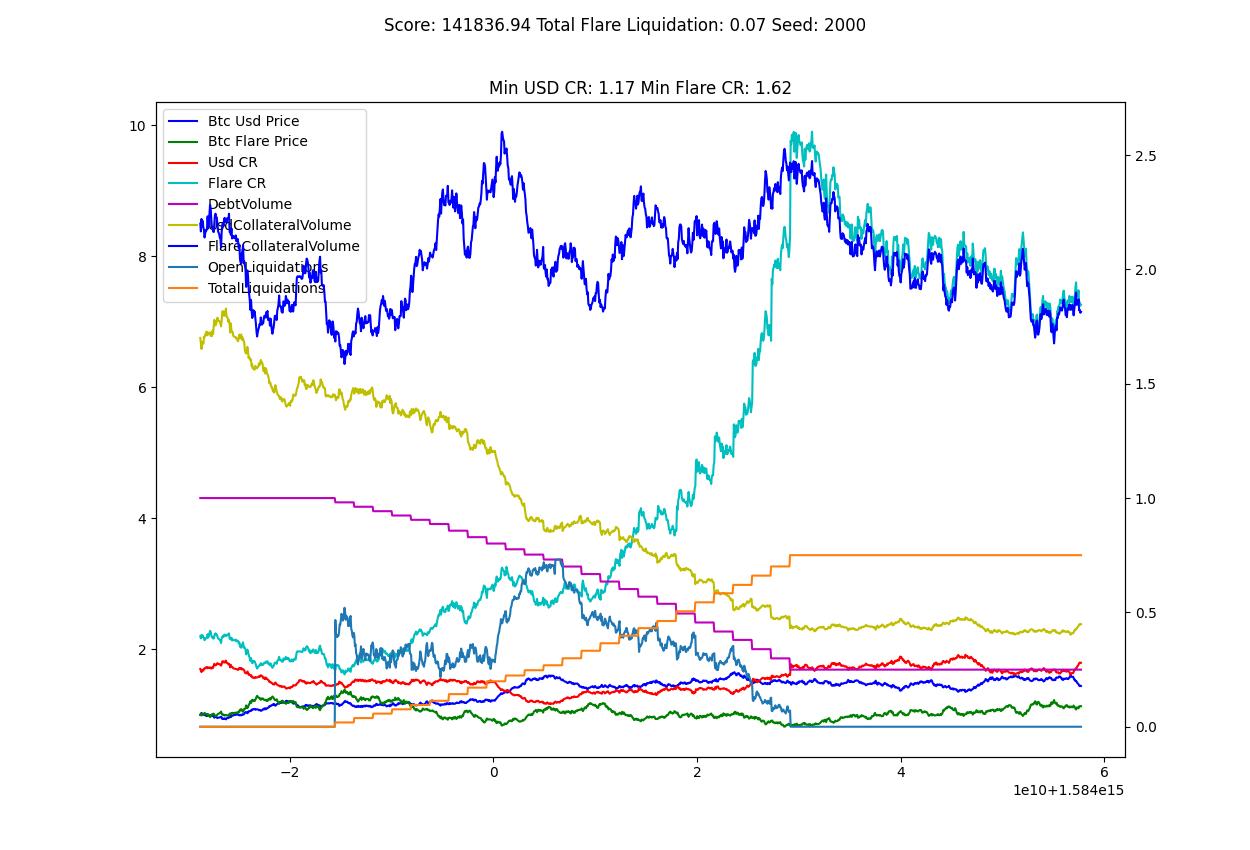 Score: 141836.94 Total Flare Liquidation: 0.07 Seed: 2000
Min USD CR: 1.17 Min Flare CR: 1.62
Btc Usd Price
Btc Flare Price
Usd CR
Flare CR
DebtVolume
UsdCollateralVolume
FlareCollateralVolume
OpenLiquidations
TotalLiquidations
10
8
6
4
2
2.5
2.0
1.5
1.0
0.5
0.0
−2
0
2
4
6
1e10+1.584e15